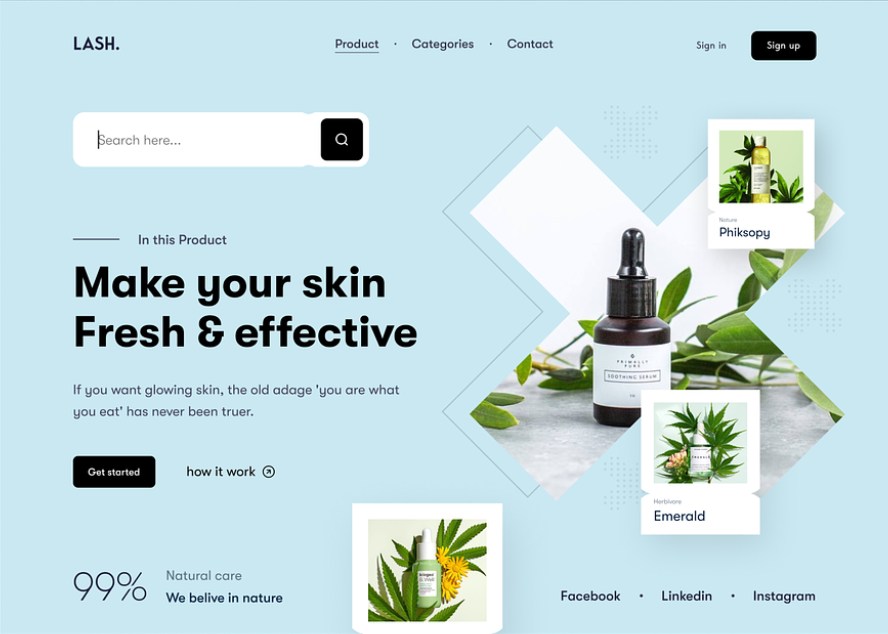 LASH.
Product · Categories · Contact
Sign in
Sign up
Search here...
In this Product
Make your skin
Fresh & effective
If you want glowing skin, the old adage 'you are what
you eat' has never been truer.
Get started
how it work
Nature
Phiksopy
PRIMALLY
PURE
SOOTHING SERUM
Herbivore
Emerald
EMERALD
99%
Natural care
We belive in nature
Facebook • Linkedin • Instagram